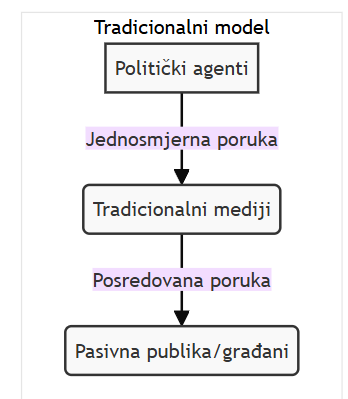 Tradicionalni model
Politički agenti
Jednosmjerna poruka
Tradicionalni mediji
Posredovana poruka
Pasivna publika/građani